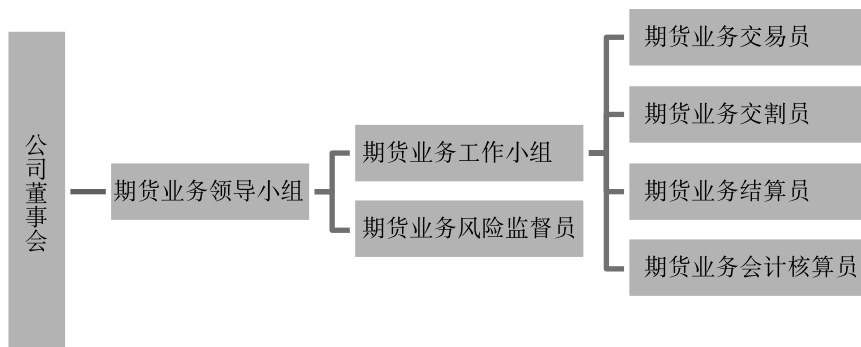 公司董事会
期货业务领导小组
期货业务工作小组
期货业务风险监督员
期货业务交易员
期货业务交割员
期货业务结算员
期货业务会计核算员